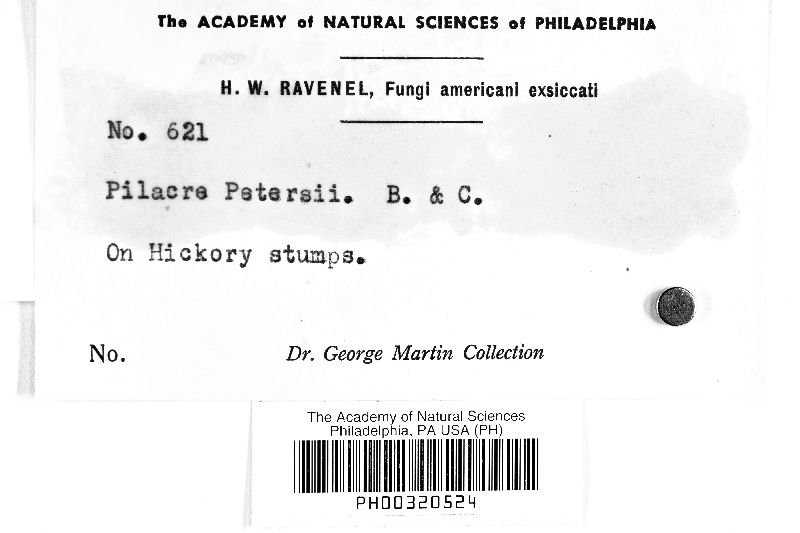 The ACADEMY of NATURAL SCIENCES of PHILADELPHIA
H. W. RAVENEL, Fungi americani exsiccati
No. 621
Pilacre Petersii. B. & C.
On Hickory stumps.
No. Dr. George Martin Collection
The Academy of Natural Sciences
Philadelphia, PA USA (PH)
PH00320524